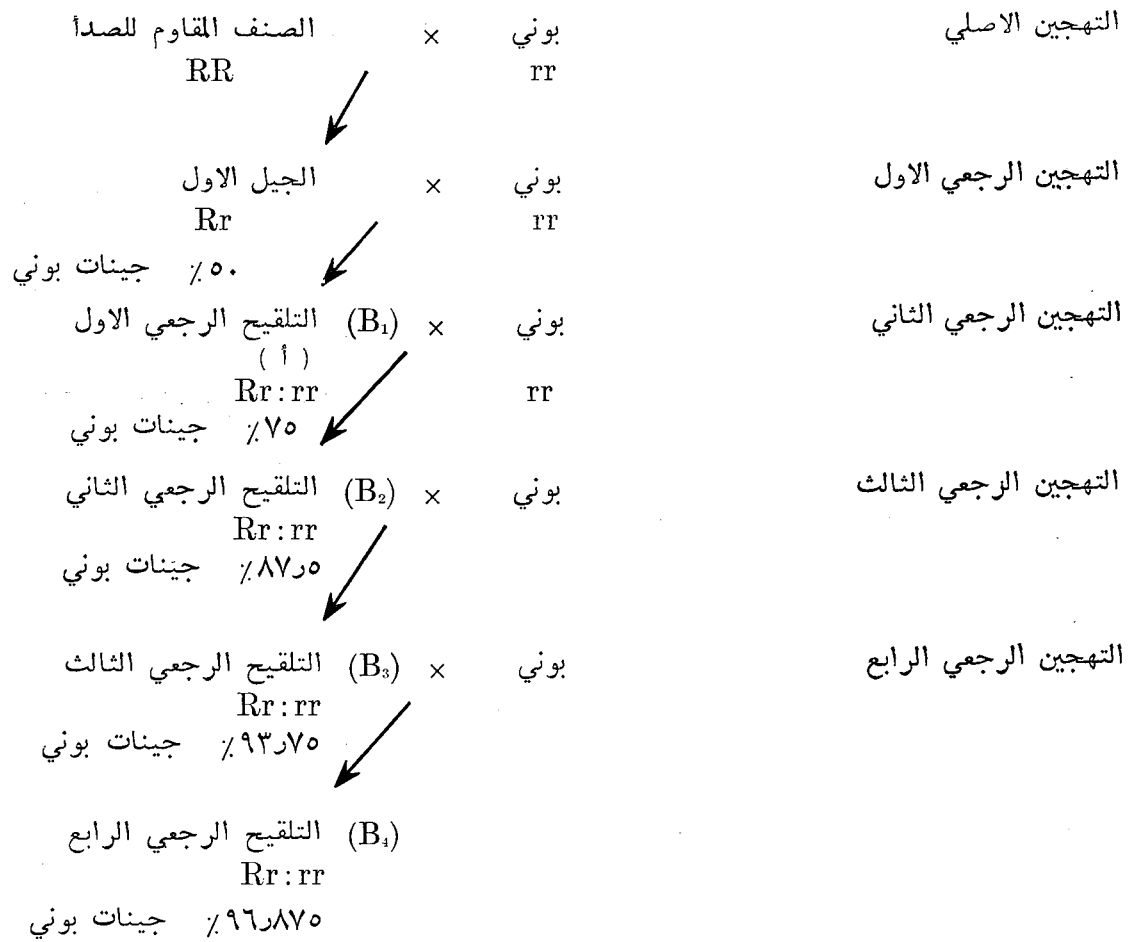 التهجين الاصلي بوني × الصنف المقاوم للصدأ
rr RR
التهجين الرجعي الاول بوني × الجيل الاول
rr Rr
٥٠٪ جينات بوني
التهجين الرجعي الثاني بوني × (B₁) التلقيح الرجعي الاول
( أ )
rr Rr : rr
٧٥٪ جينات بوني
التهجين الرجعي الثالث بوني × (B₂) التلقيح الرجعي الثاني
Rr : rr
٨٧٫٥٪ جينات بوني
التهجين الرجعي الرابع بوني × (B₃) التلقيح الرجعي الثالث
Rr : rr
٩٣٫٧٥٪ جينات بوني
(B₄) التلقيح الرجعي الرابع
Rr : rr
٩٦٫٨٧٥٪ جينات بوني